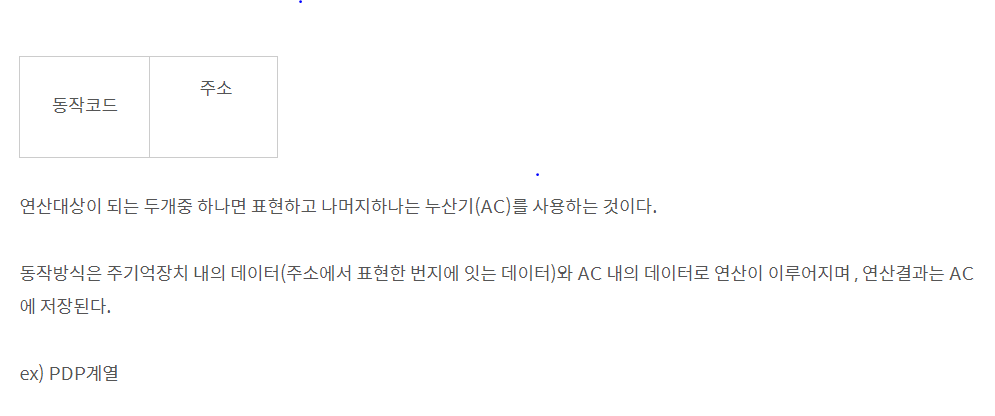 동작코드
주소
연산대상이 되는 두개중 하나면 표현하고 나머지하나는 누산기(AC)를 사용하는 것이다.
동작방식은 주기억장치 내의 데이터(주소에서 표현한 번지에 잇는 데이터)와 AC 내의 데이터로 연산이 이루어지며 , 연산결과는 AC
에 저장된다.
ex) PDP계열